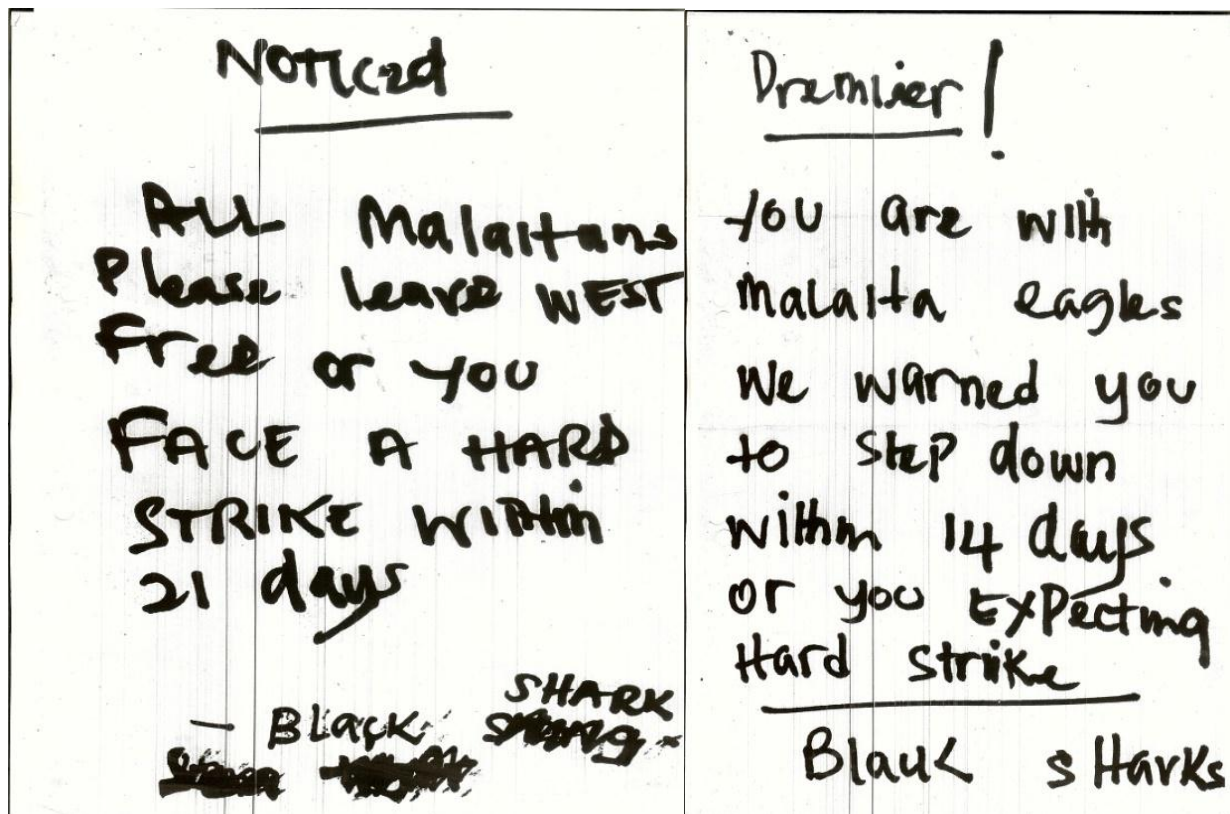 Noticed
ALL Malaitans
Please leave WEST
Free or you
FACE A HARD
STRIKE within
21 days
– BLack SHARK
Dremier!
you are with
malaita eagles
we warned you
to step down
within 14 days
or you Expecting
Hard strike
Black sHarks